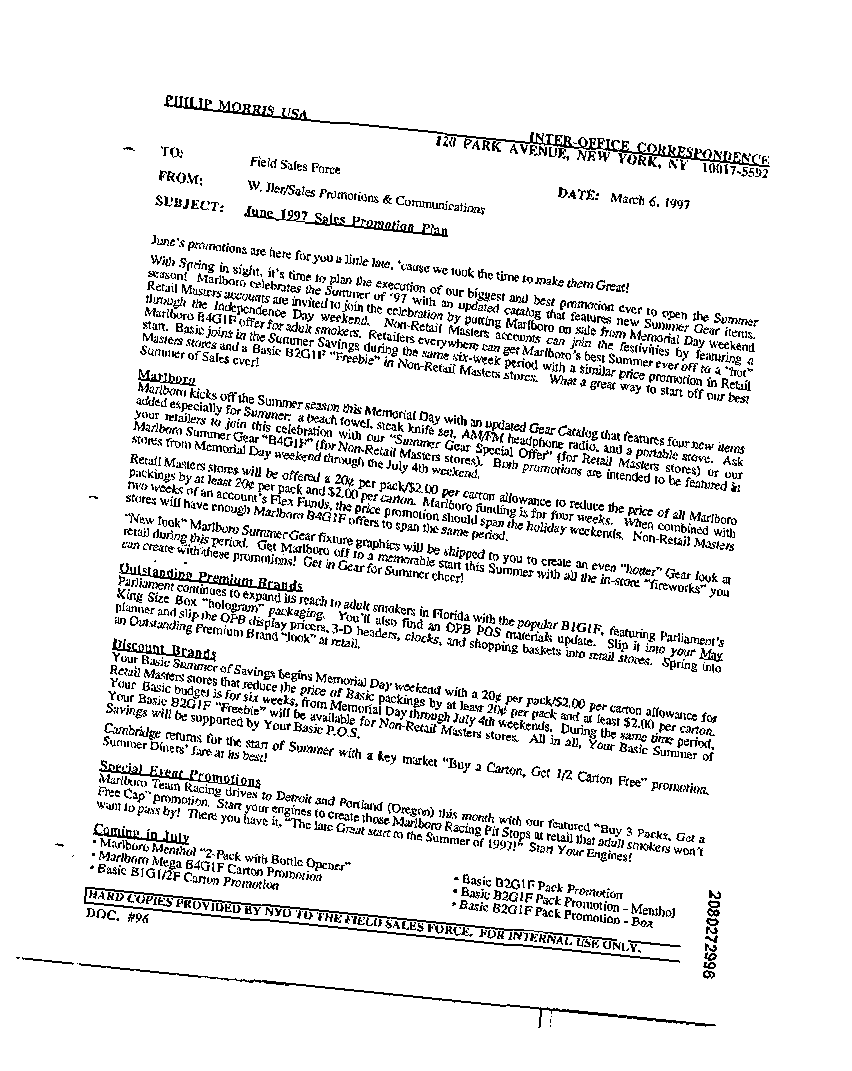 PHILIP MORRIS USA
INTER-OFFICE CORRESPONDENCE
120 PARK AVENUE, NEW YORK, NY 10017-5592
TO: Field Sales Force
FROM: W. Iler/Sales Promotions & Communications
DATE: March 6, 1997
SUBJECT: June 1997 Sales Promotion Plan
June's promotions are here for you a little late, 'cause we took the time to make them Great!
With Spring in sight, it's time to plan the execution of our biggest and best promotion ever to open the Summer
season! Marlboro celebrates the Summer of '97 with an updated catalog that features new Summer Gear items.
Retail Masters accounts are invited to join the celebration by putting Marlboro on sale from Memorial Day weekend
through the Independence Day weekend. Non-Retail Masters accounts can join the festivities by featuring a
Marlboro B4G1F offer for adult smokers. Retailers everywhere can get Marlboro's best Summer ever off to a "hot"
start. Basic joins in the Summer Savings during the same six-week period with a similar price promotion in Retail
Masters stores and a Basic B2G1F "Freebie" in Non-Retail Masters stores. What a great way to start off our best
Summer of Sales ever!
Marlboro
Marlboro kicks off the Summer season this Memorial Day with an updated Gear Catalog that features four new items
added especially for Summer: a beach towel, steak knife set, AM/FM headphone radio, and a portable stove. Ask
your retailers to join this celebration with our "Summer Gear Special Offer" (for Retail Masters stores) or our
Marlboro Summer Gear "B4G1F" (for Non-Retail Masters stores). Both promotions are intended to be featured in
stores from Memorial Day weekend through the July 4th weekend.
Retail Masters stores will be offered a 20¢ per pack/$2.00 per carton allowance to reduce the price of all Marlboro
packings by at least 20¢ per pack and $2.00 per carton. Marlboro funding is for four weeks. When combined with
two weeks of an account's Flex Funds, the price promotion should span the holiday weekends. Non-Retail Masters
stores will have enough Marlboro B4G1F offers to span the same period.
"New look" Marlboro Summer Gear fixture graphics will be shipped to you to create an even "hotter" Gear look at
retail during this period. Get Marlboro off to a memorable start this Summer with all the in-store "fireworks" you
can create with these promotions! Get in Gear for Summer cheer!
Outstanding Premium Brands
Parliament continues to expand its reach to adult smokers in Florida with the popular B1G1F, featuring Parliament's
King Size Box "hologram" packaging. You'll also find an OPB POS materials update. Slip it into your May
planner and slip the OPB display pricers, 3-D headers, clocks, and shopping baskets into retail stores. Spring into
an Outstanding Premium Brand "look" at retail.
Discount Brands
Your Basic Summer of Savings begins Memorial Day weekend with a 20¢ per pack/$2.00 per carton allowance for
Retail Masters stores that reduce the price of Basic packings by at least 20¢ per pack and at least $2.00 per carton.
Your Basic budget is for six weeks, from Memorial Day through July 4th weekends. During the same time period,
Your Basic B2G1F "Freebie" will be available for Non-Retail Masters stores. All in all, Your Basic Summer of
Savings will be supported by Your Basic P.O.S.
Cambridge returns for the start of Summer with a key market "Buy a Carton, Get 1/2 Carton Free" promotion.
Summer Diners' fare at its best!
Special Event Promotions
Marlboro Team Racing drives to Detroit and Portland (Oregon) this month with our featured "Buy 3 Packs, Get a
Free Cap" promotion. Start your engines to create those Marlboro Racing Pit Stops at retail that adult smokers won't
want to pass by! There you have it, "The late Great start to the Summer of 1997!" Start Your Engines!
Coming in July
• Marlboro Menthol "2-Pack with Bottle Opener"
• Marlboro Mega B4G1F Carton Promotion
• Basic B1G1/2F Carton Promotion
• Basic B2G1F Pack Promotion
• Basic B2G1F Pack Promotion - Menthol
• Basic B2G1F Pack Promotion - Box
HARD COPIES PROVIDED BY NYO TO THE FIELD SALES FORCE. FOR INTERNAL USE ONLY.
DOC. #96
2080272996